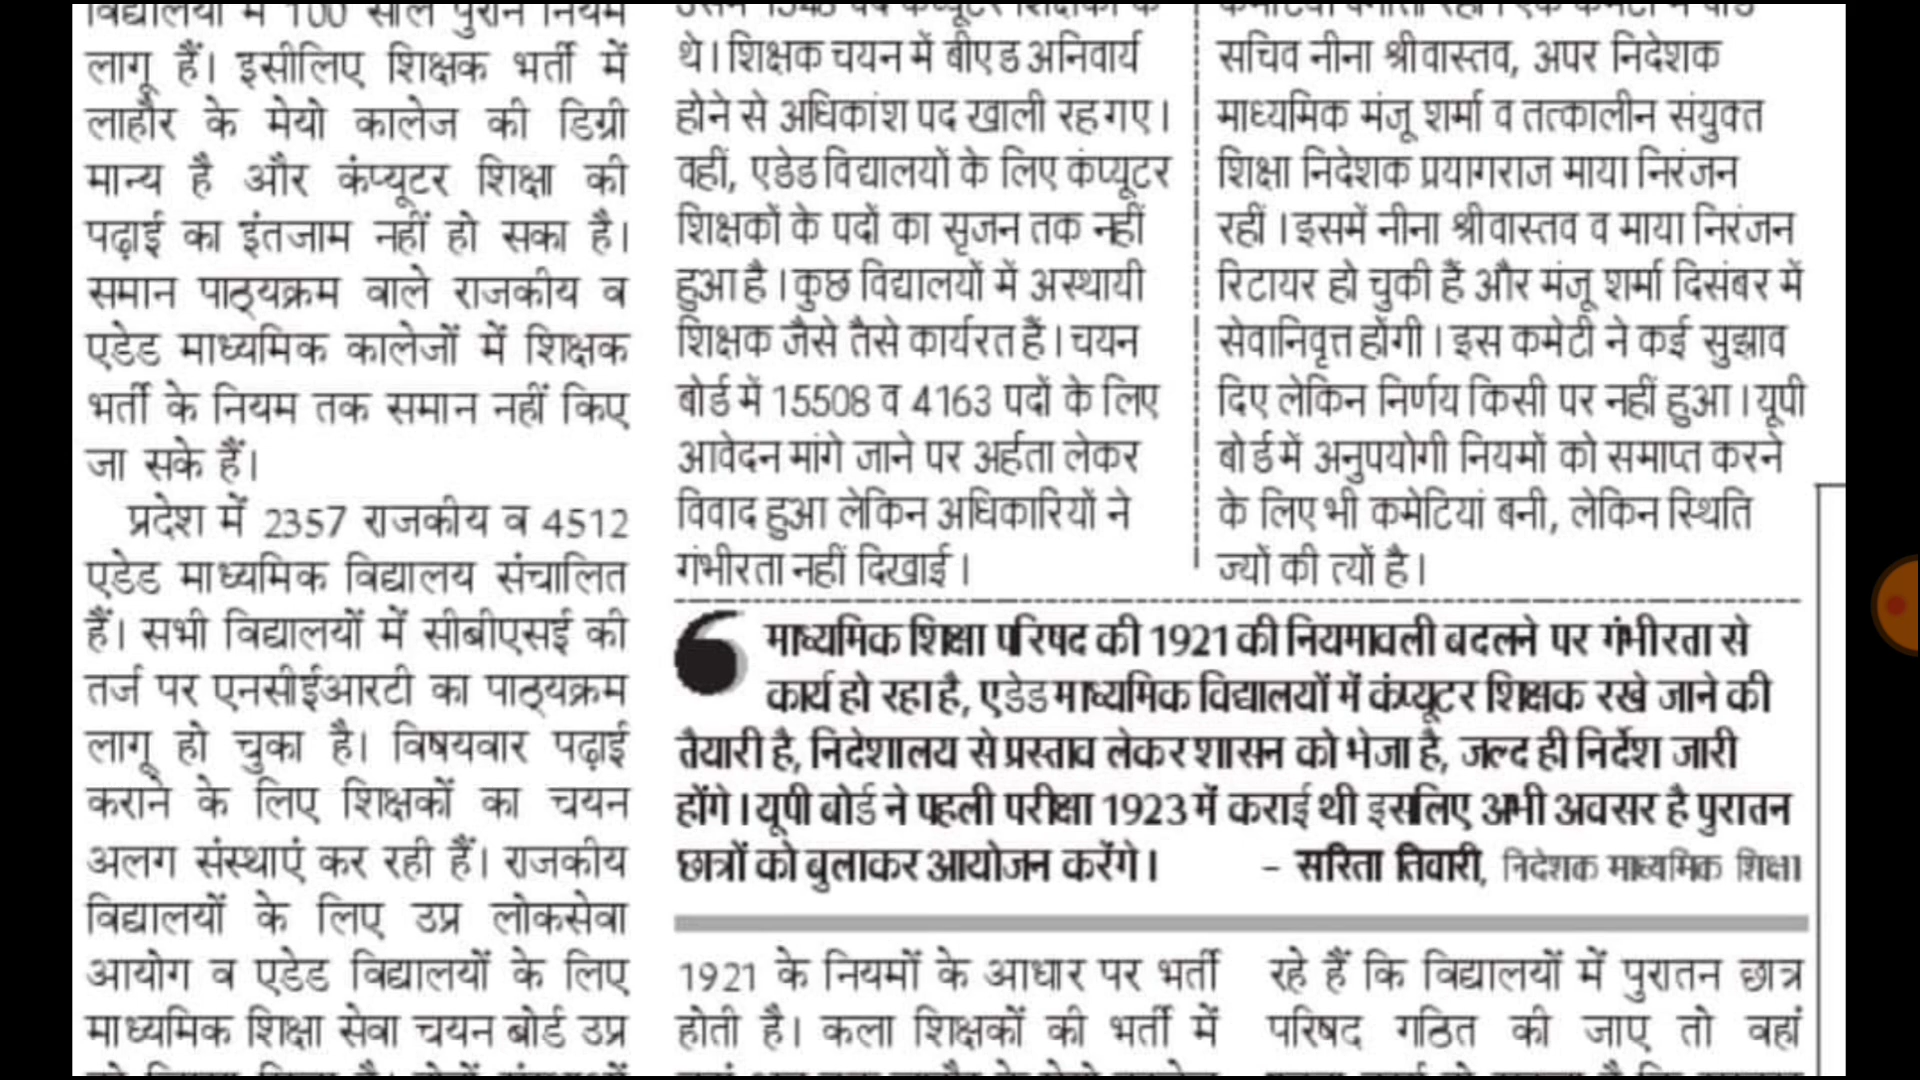 विद्यालयों में 100 साल पुराने नियम
लागू हैं। इसीलिए शिक्षक भर्ती में
लाहौर के मेयो कालेज की डिग्री
मान्य है और कंप्यूटर शिक्षा की
पढ़ाई का इंतजाम नहीं हो सका है।
समान पाठ्यक्रम वाले राजकीय व
एडेड माध्यमिक कालेजों में शिक्षक
भर्ती के नियम तक समान नहीं किए
जा सके हैं।
प्रदेश में 2357 राजकीय व 4512
एडेड माध्यमिक विद्यालय संचालित
हैं। सभी विद्यालयों में सीबीएसई की
तर्ज पर एनसीईआरटी का पाठ्यक्रम
लागू हो चुका है। विषयवार पढ़ाई
कराने के लिए शिक्षकों का चयन
अलग संस्थाएं कर रही हैं। राजकीय
विद्यालयों के लिए उप्र लोकसेवा
आयोग व एडेड विद्यालयों के लिए
माध्यमिक शिक्षा सेवा चयन बोर्ड उप्र
थे। शिक्षक चयन में बीएड अनिवार्य
होने से अधिकांश पद खाली रह गए।
वहीं, एडेड विद्यालयों के लिए कंप्यूटर
शिक्षकों के पदों का सृजन तक नहीं
हुआ है। कुछ विद्यालयों में अस्थायी
शिक्षक जैसे तैसे कार्यरत हैं। चयन
बोर्ड में 15508 व 4163 पदों के लिए
आवेदन मांगे जाने पर अर्हता लेकर
विवाद हुआ लेकिन अधिकारियों ने
गंभीरता नहीं दिखाई।
सचिव नीना श्रीवास्तव, अपर निदेशक
माध्यमिक मंजू शर्मा व तत्कालीन संयुक्त
शिक्षा निदेशक प्रयागराज माया निरंजन
रहीं। इसमें नीना श्रीवास्तव व माया निरंजन
रिटायर हो चुकी हैं और मंजू शर्मा दिसंबर में
सेवानिवृत्त होंगी। इस कमेटी ने कई सुझाव
दिए लेकिन निर्णय किसी पर नहीं हुआ। यूपी
बोर्ड में अनुपयोगी नियमों को समाप्त करने
के लिए भी कमेटियां बनी, लेकिन स्थिति
ज्यों की त्यों है।
माध्यमिक शिक्षा परिषद की 1921 की नियमावली बदलने पर गंभीरता से
कार्य हो रहा है, एडेड माध्यमिक विद्यालयों में कंप्यूटर शिक्षक रखे जाने की
तैयारी है, निदेशालय से प्रस्ताव लेकर शासन को भेजा है, जल्द ही निर्देश जारी
होंगे। यूपी बोर्ड ने पहली परीक्षा 1923 में कराई थी इसलिए अभी अवसर है पुरातन
छात्रों को बुलाकर आयोजन करेंगे।
– सरिता तिवारी, निदेशक माध्यमिक शिक्षा
1921 के नियमों के आधार पर भर्ती
होती है। कला शिक्षकों की भर्ती में
रहे हैं कि विद्यालयों में पुरातन छात्र
परिषद गठित की जाए तो वहां